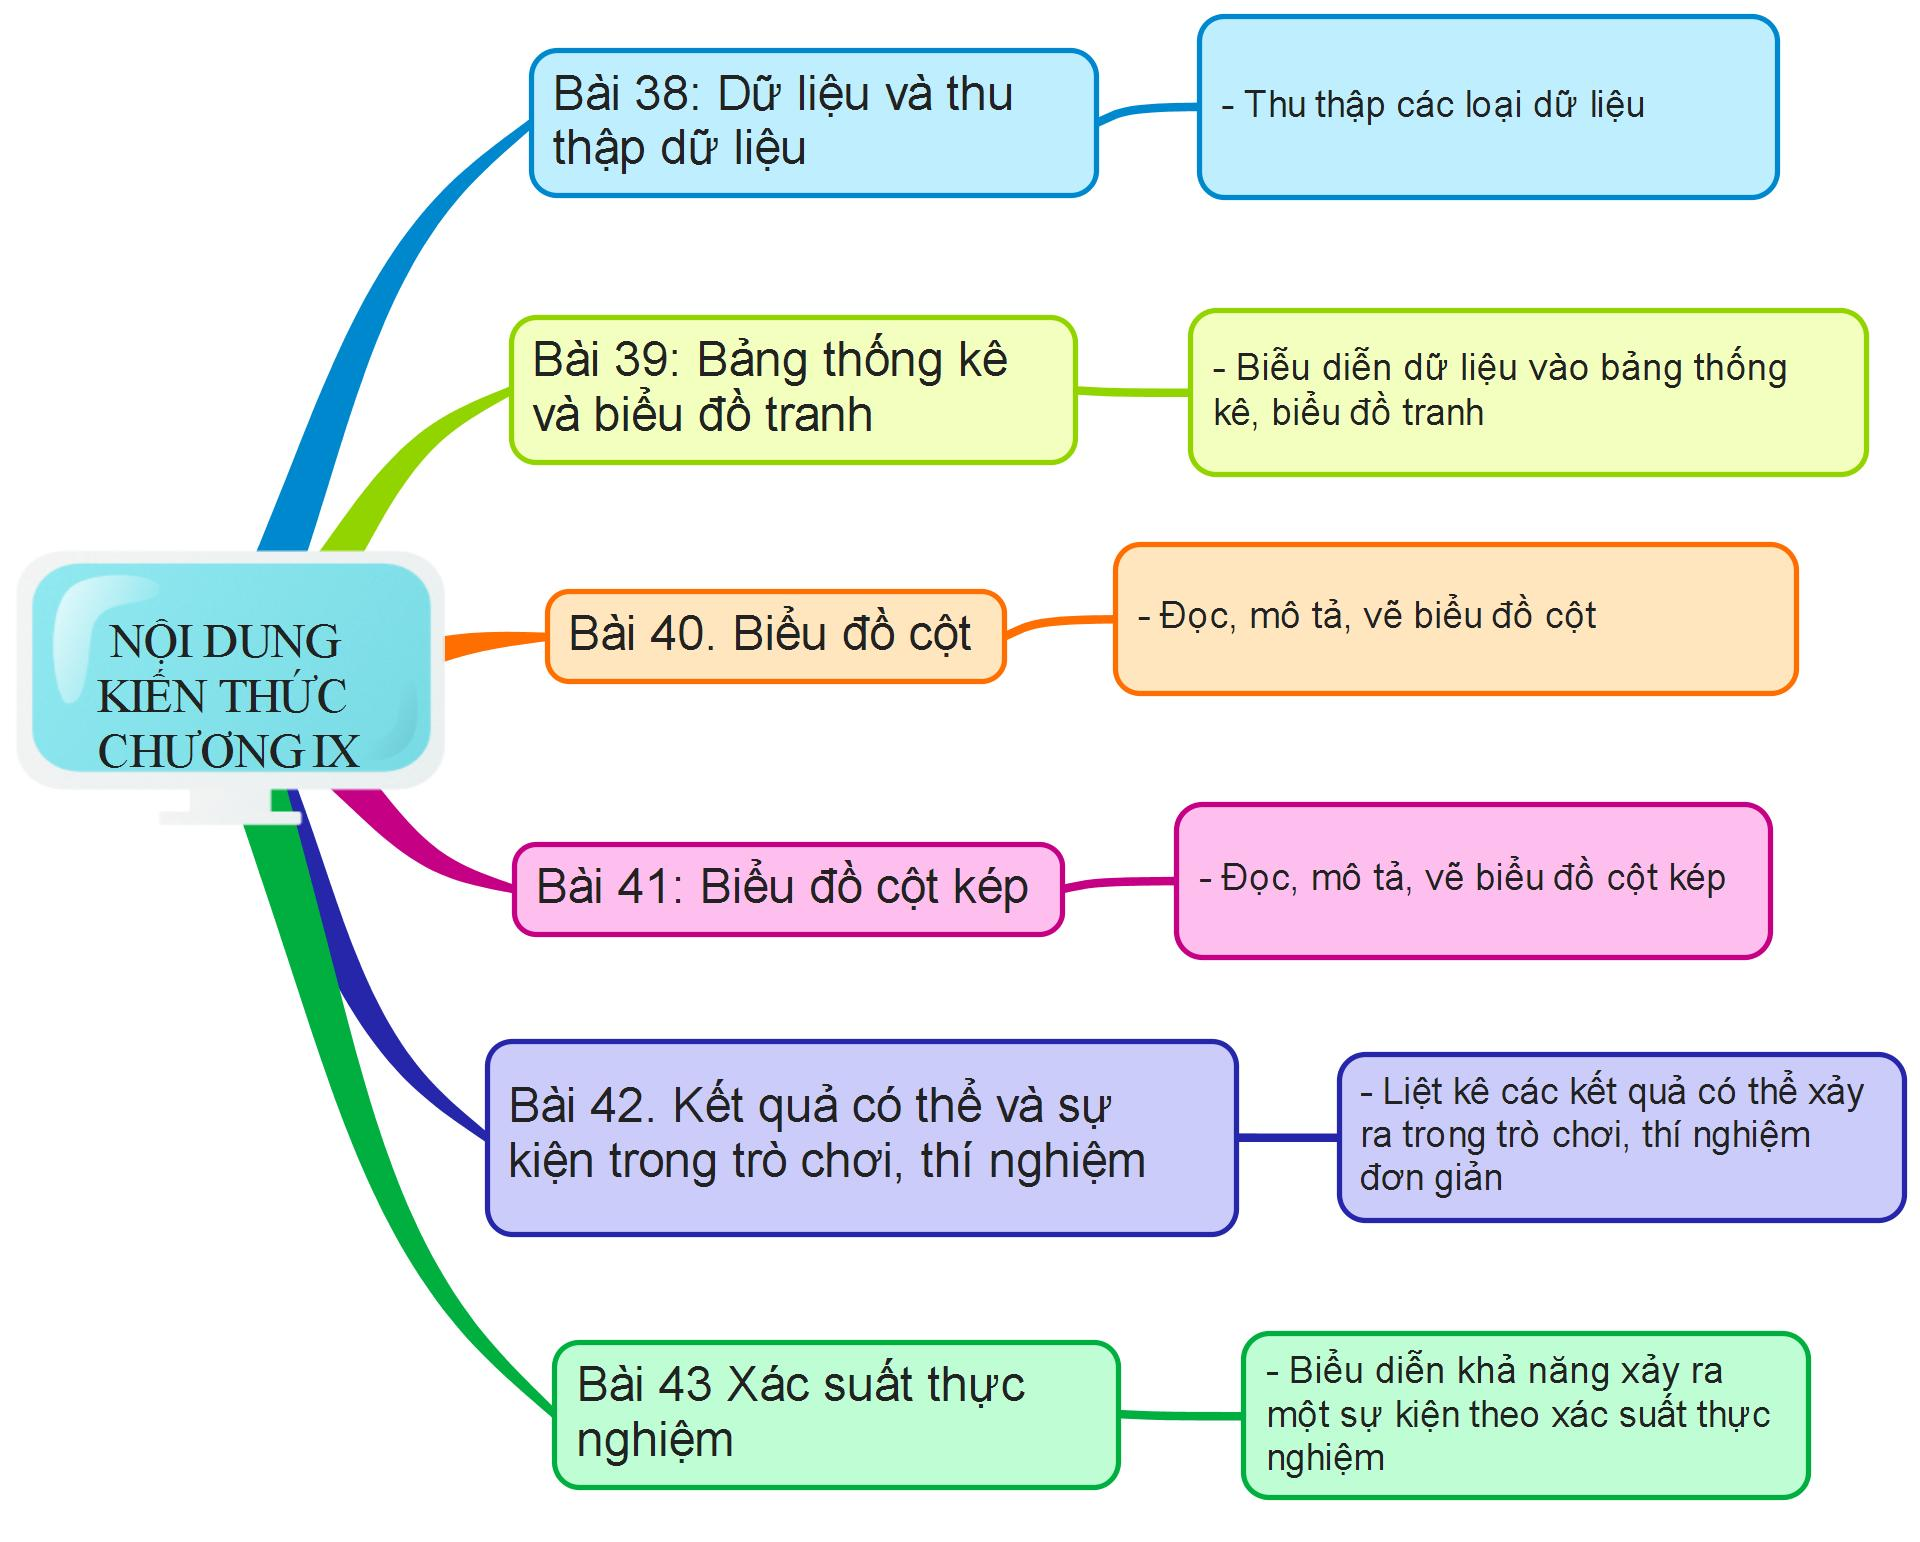 Bài 38: Dữ liệu và thu
thập dữ liệu
- Thu thập các loại dữ liệu
Bài 39: Bảng thống kê
và biểu đồ tranh
- Biễu diễn dữ liệu vào bảng thống
kê, biểu đồ tranh
NỘI DUNG
KIẾN THỨC
CHƯƠNG IX
Bài 40. Biểu đồ cột
- Đọc, mô tả, vẽ biểu đồ cột
Bài 41: Biểu đồ cột kép
- Đọc, mô tả, vẽ biểu đồ cột kép
Bài 42. Kết quả có thể và sự
kiện trong trò chơi, thí nghiệm
- Liệt kê các kết quả có thể xảy
ra trong trò chơi, thí nghiệm
đơn giản
Bài 43 Xác suất thực
nghiệm
- Biểu diễn khả năng xảy ra
một sự kiện theo xác suất thực
nghiệm